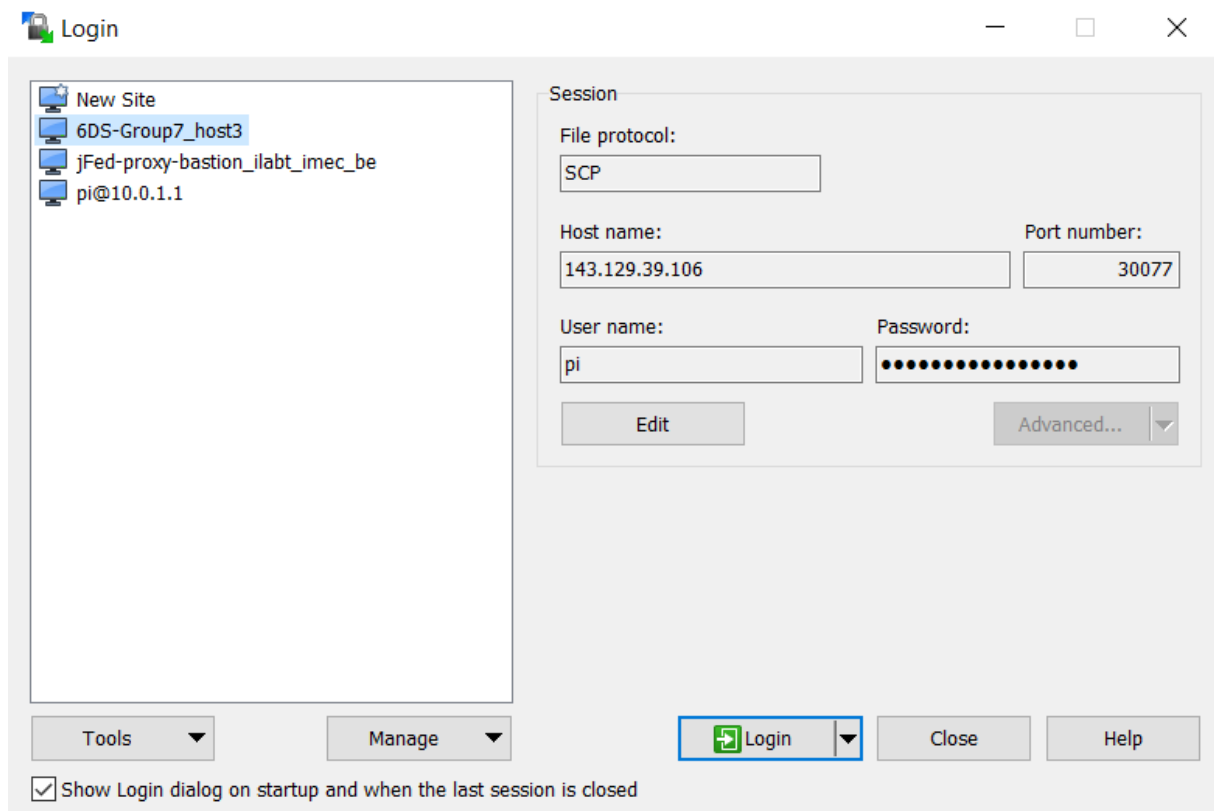 Login
New Site
6DS-Group7_host3
jFed-proxy-bastion_ilabt_imec_be
pi@10.0.1.1
Session
File protocol:
SCP
Host name: Port number:
143.129.39.106 30077
User name: Password:
pi ••••••••••••••••
Edit Advanced...
Tools Manage Login Close Help
Show Login dialog on startup and when the last session is closed